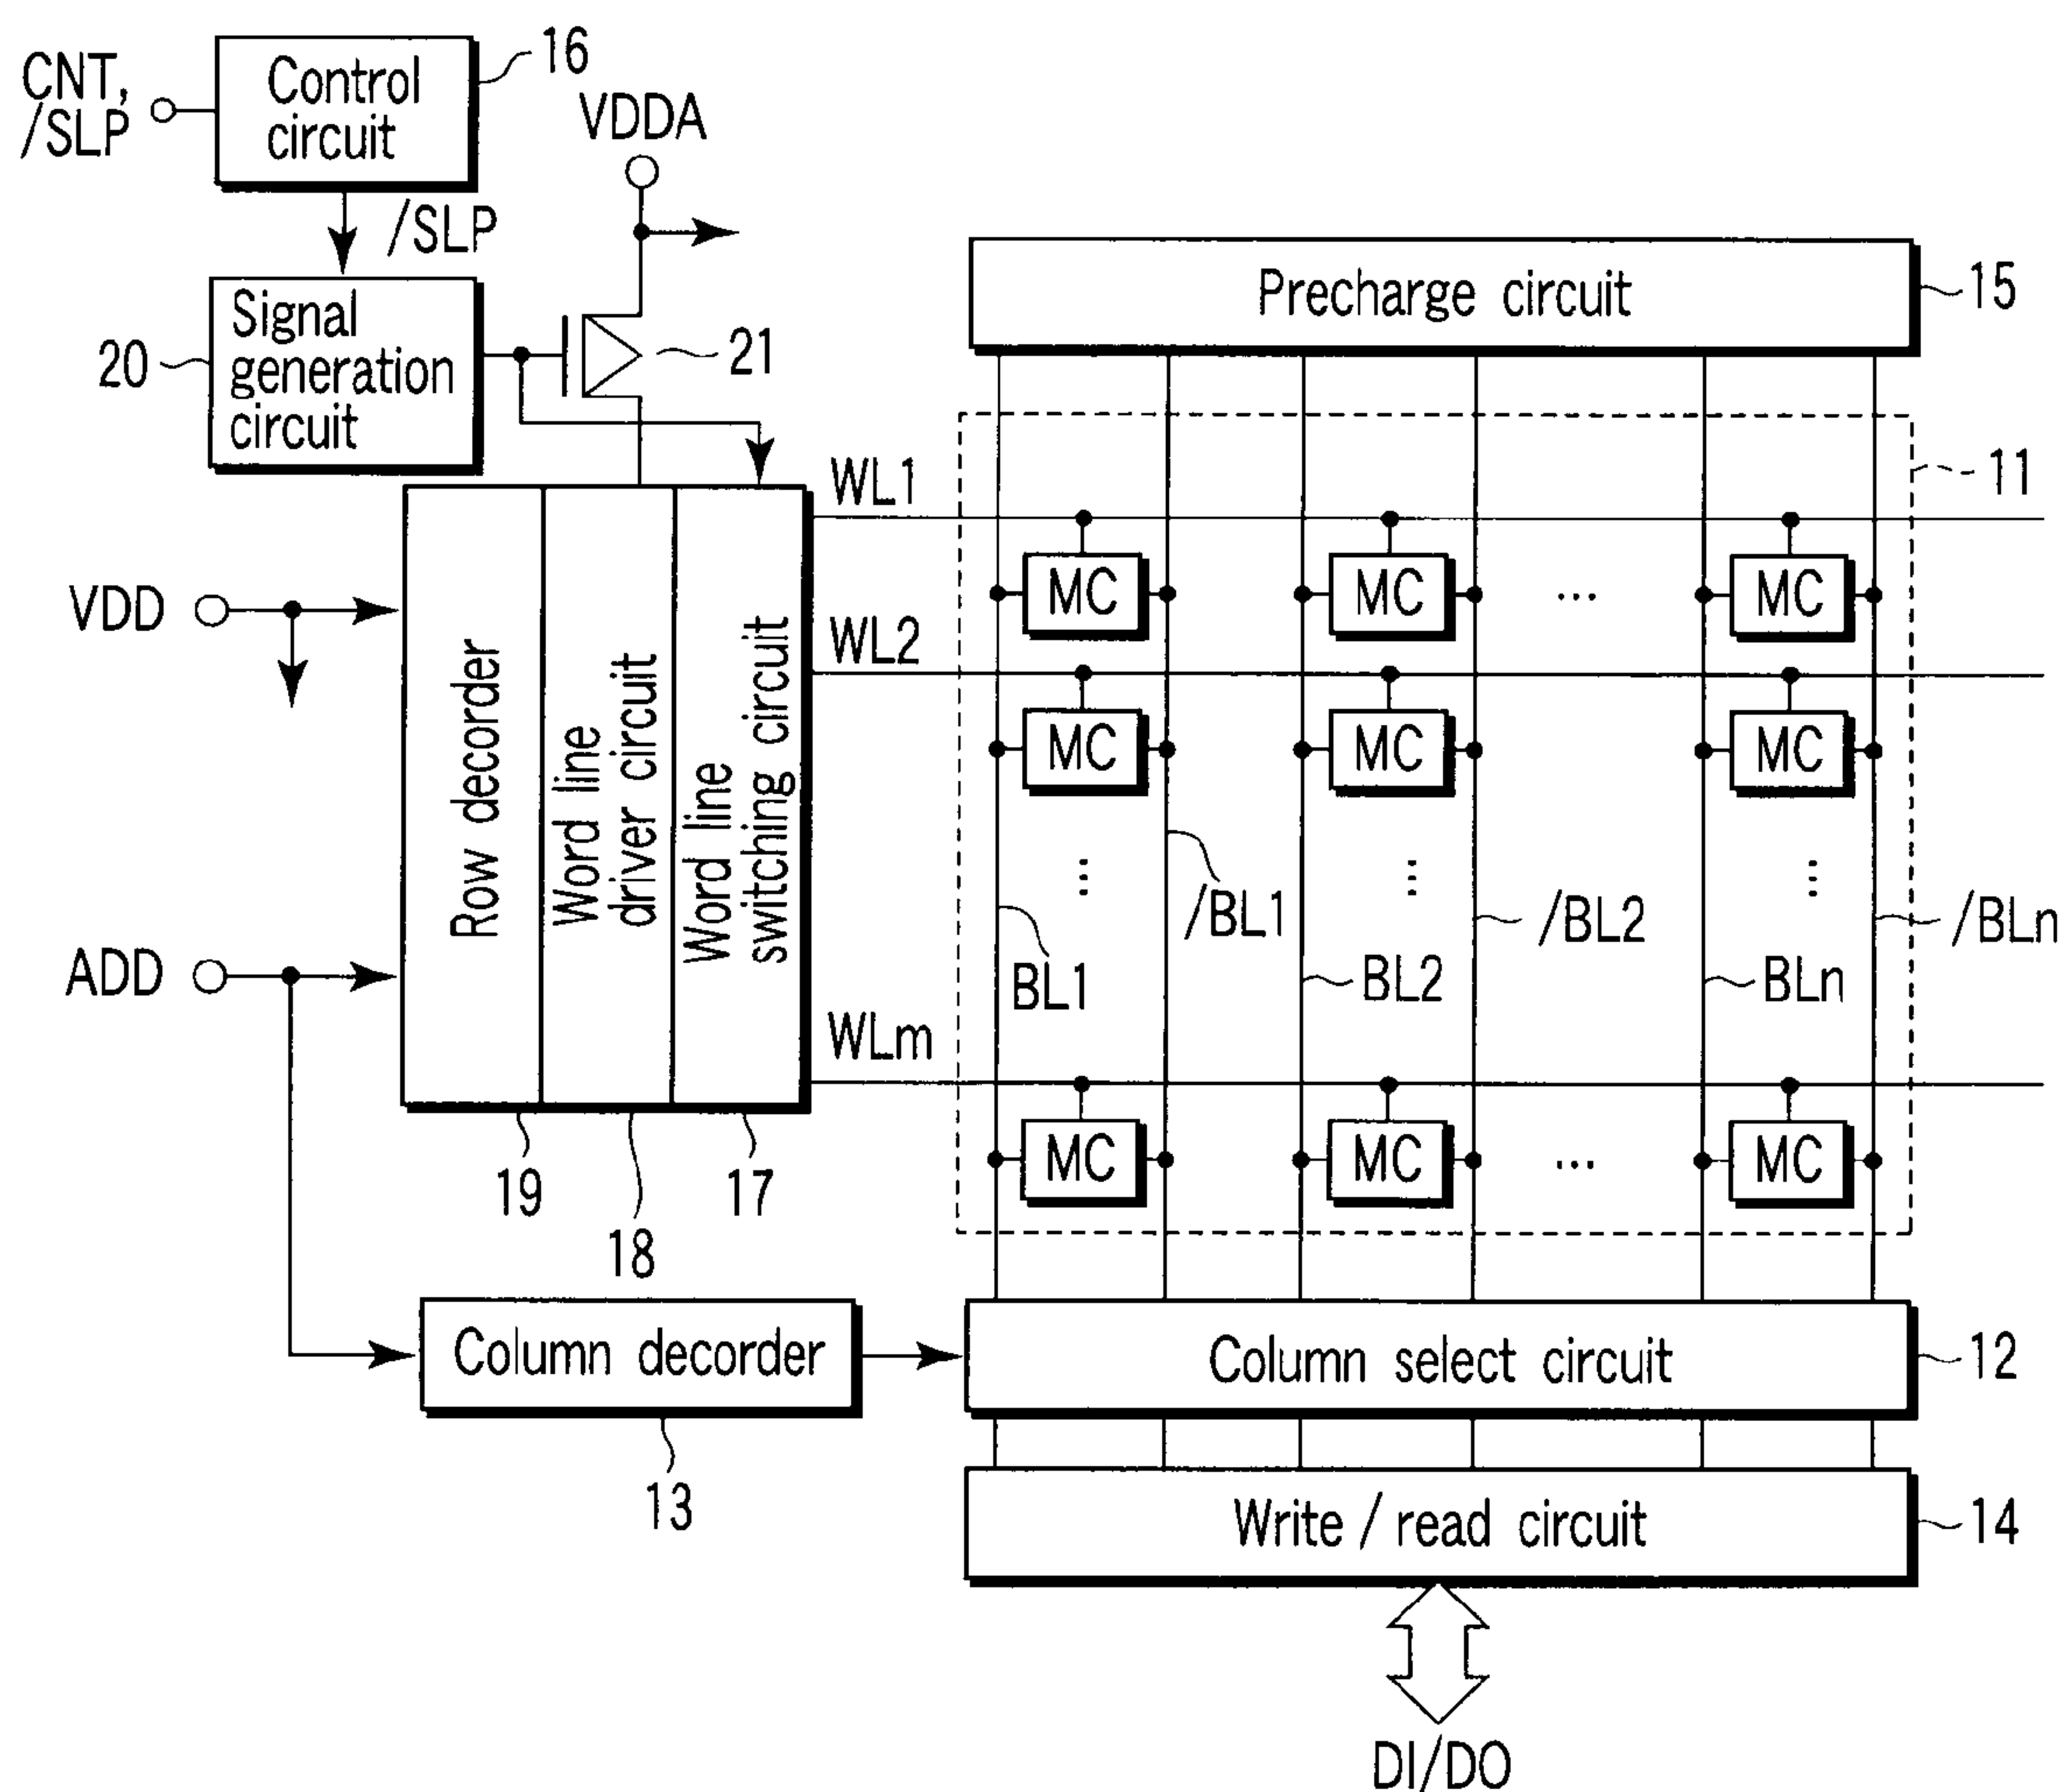 CNT,
/SLP
Control
circuit
16
VDDA
/SLP
Signal
generation
circuit
20
21
Precharge circuit
15
11
VDD
ADD
Row decorder
Word line
driver circuit
Word line
switching circuit
19
18
17
WL1
WL2
WLm
MC
MC
...
MC
MC
MC
MC
...
...
...
BL1
/BL1
BL2
/BL2
BLn
/BLn
MC
MC
...
MC
Column decorder
13
Column select circuit
12
Write / read circuit
14
DI/DO